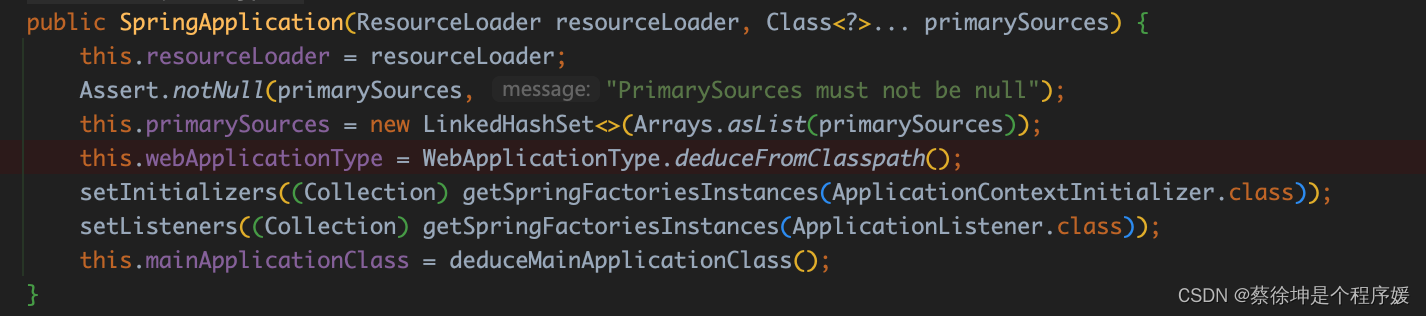 public SpringApplication(ResourceLoader resourceLoader, Class<?>... primarySources) {
this.resourceLoader = resourceLoader;
Assert.notNull(primarySources, message: "PrimarySources must not be null");
this.primarySources = new LinkedHashSet<>(Arrays.asList(primarySources));
this.webApplicationType = WebApplicationType.deduceFromClasspath();
setInitializers((Collection) getSpringFactoriesInstances(ApplicationContextInitializer.class));
setListeners((Collection) getSpringFactoriesInstances(ApplicationListener.class));
this.mainApplicationClass = deduceMainApplicationClass();
}
CSDN @蔡徐坤是个程序媛